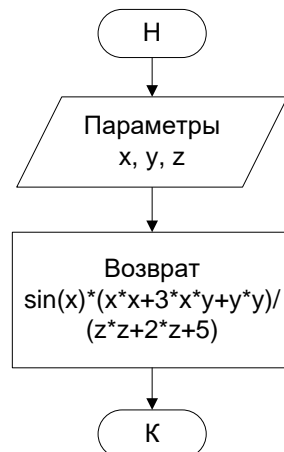 Н
Параметры
x, y, z
Возврат
sin(x)*(x*x+3*x*y+y*y)/
(z*z+2*z+5)
К